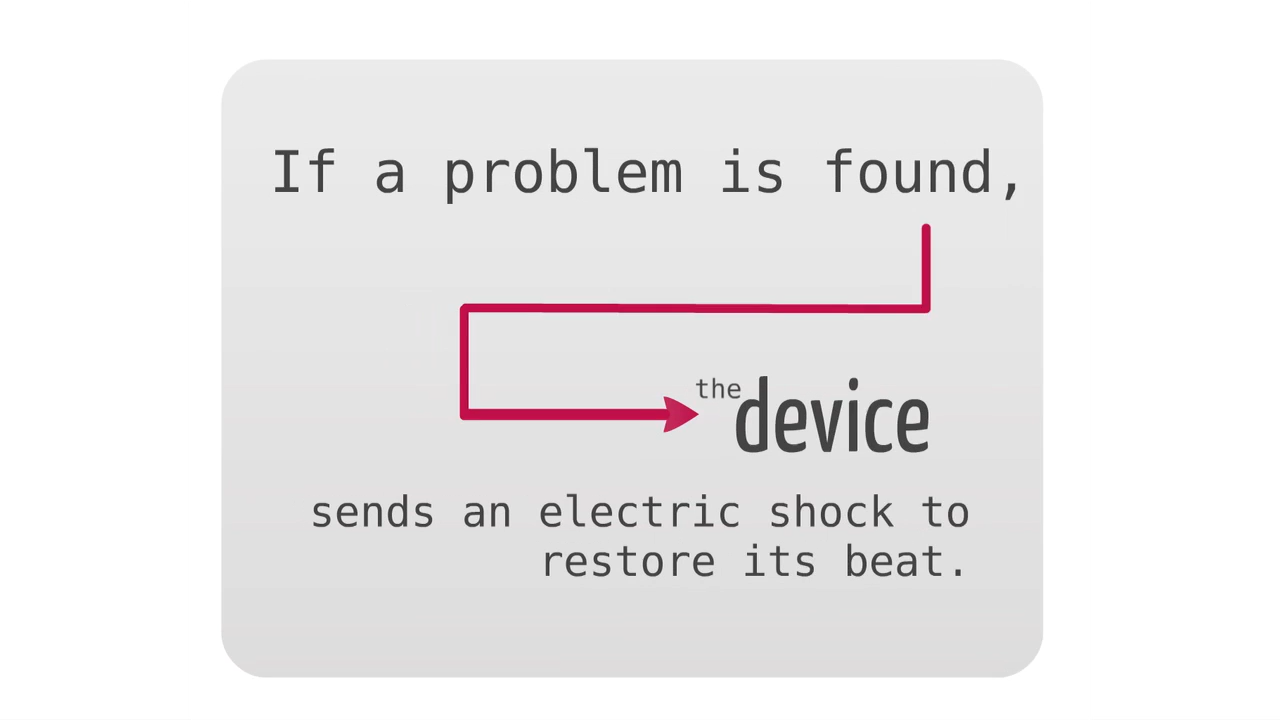 If a problem is found,
the device
sends an electric shock to
restore its beat.